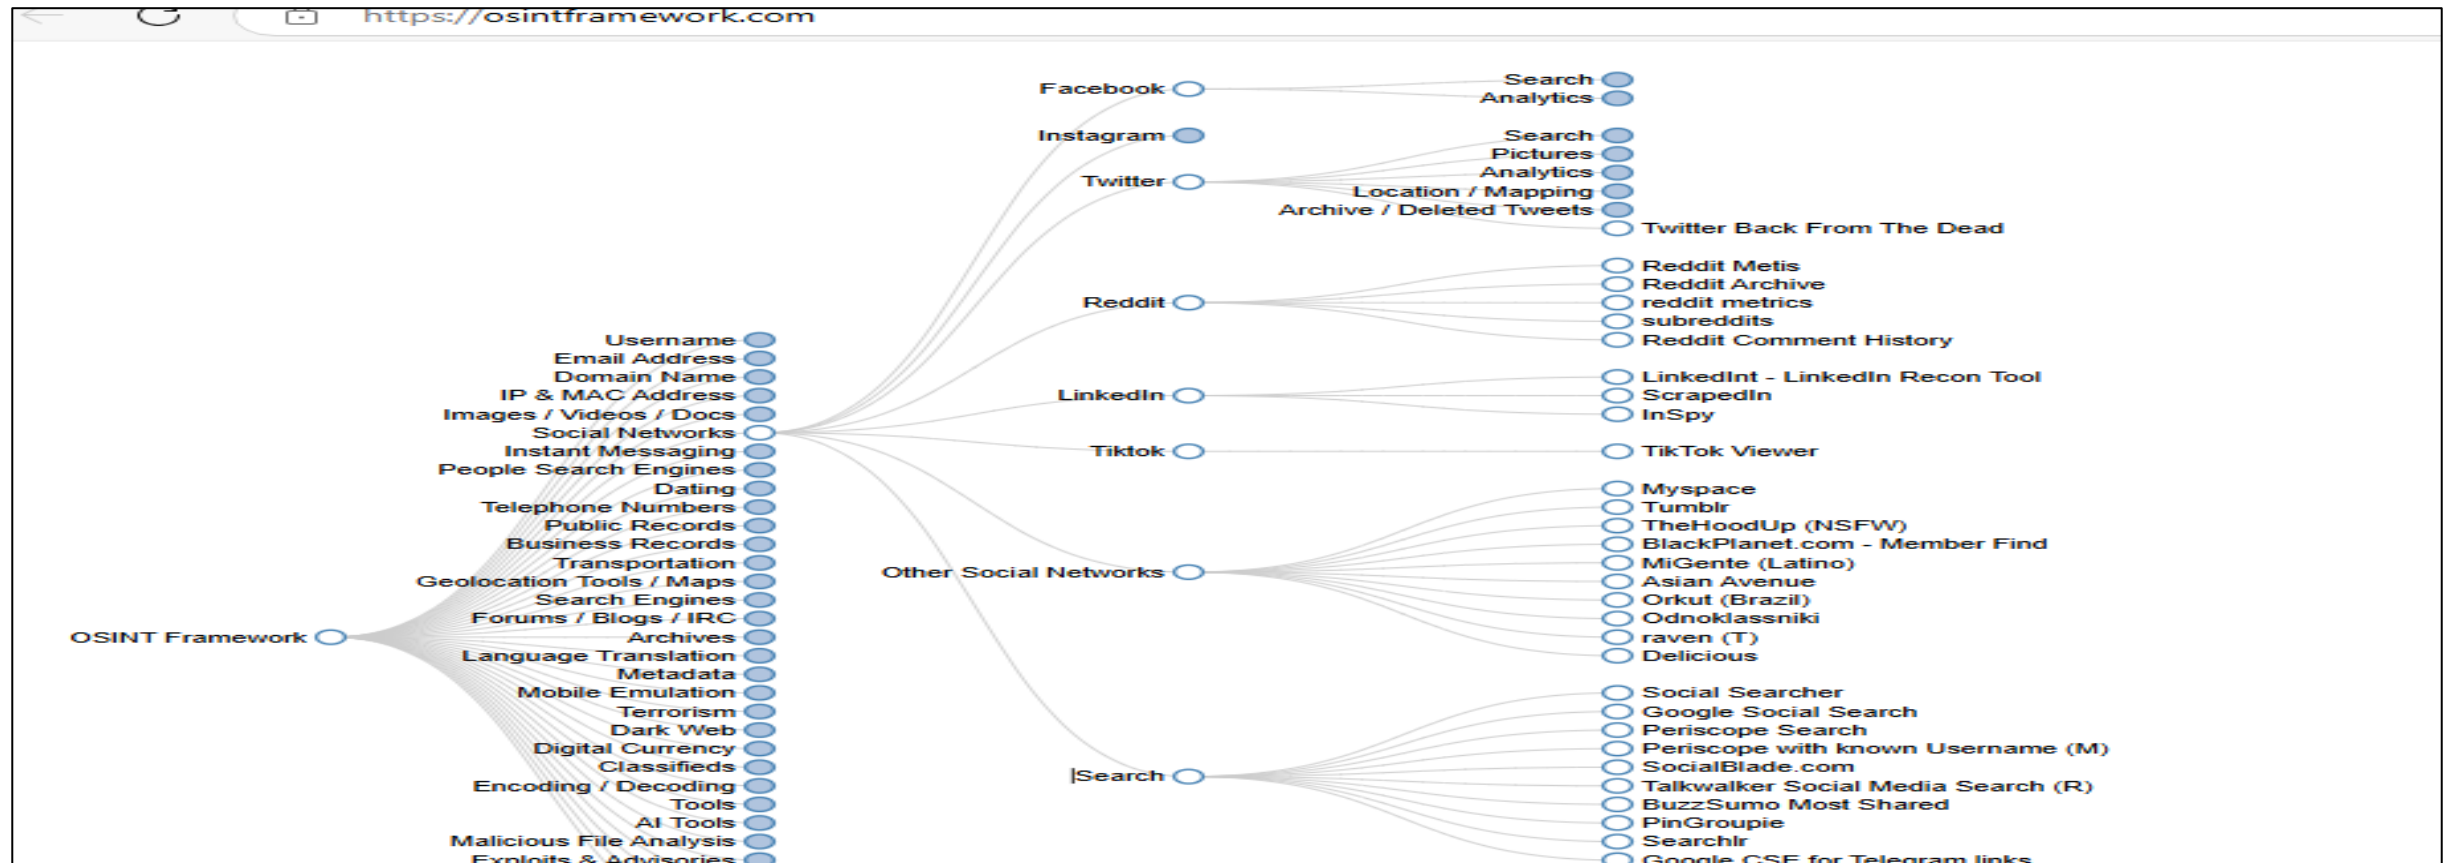 https://osintframework.com
Facebook
Search
Analytics
Instagram
Twitter
Search
Pictures
Analytics
Location / Mapping
Archive / Deleted Tweets
Twitter Back From The Dead
Reddit
Reddit Metis
Reddit Archive
reddit metrics
subreddits
Reddit Comment History
LinkedIn
LinkedInt - LinkedIn Recon Tool
ScrapedIn
InSpy
Tiktok
TikTok Viewer
Other Social Networks
Myspace
Tumblr
TheHoodUp (NSFW)
BlackPlanet.com - Member Find
MiGente (Latino)
Asian Avenue
Orkut (Brazil)
Odnoklassniki
raven (T)
Delicious
Search
Social Searcher
Google Social Search
Periscope Search
Periscope with known Username (M)
SocialBlade.com
Talkwalker Social Media Search (R)
BuzzSumo Most Shared
PinGroupie
Searchlr
Google CSE for Telegram links
OSINT Framework
Username
Email Address
Domain Name
IP & MAC Address
Images / Videos / Docs
Social Networks
Instant Messaging
People Search Engines
Dating
Telephone Numbers
Public Records
Business Records
Transportation
Geolocation Tools / Maps
Search Engines
Forums / Blogs / IRC
Archives
Language Translation
Metadata
Mobile Emulation
Terrorism
Dark Web
Digital Currency
Classifieds
Encoding / Decoding
Tools
AI Tools
Malicious File Analysis
Exploits & Advisories